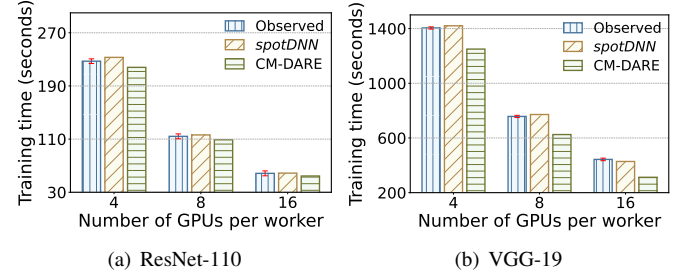 Training time (seconds)
270
190
110
30
Observed
spotDNN
CM-DARE
4 8 16
Number of GPUs per worker
(a) ResNet-110
Training time (seconds)
1400
1000
600
200
Observed
spotDNN
CM-DARE
4 8 16
Number of GPUs per worker
(b) VGG-19